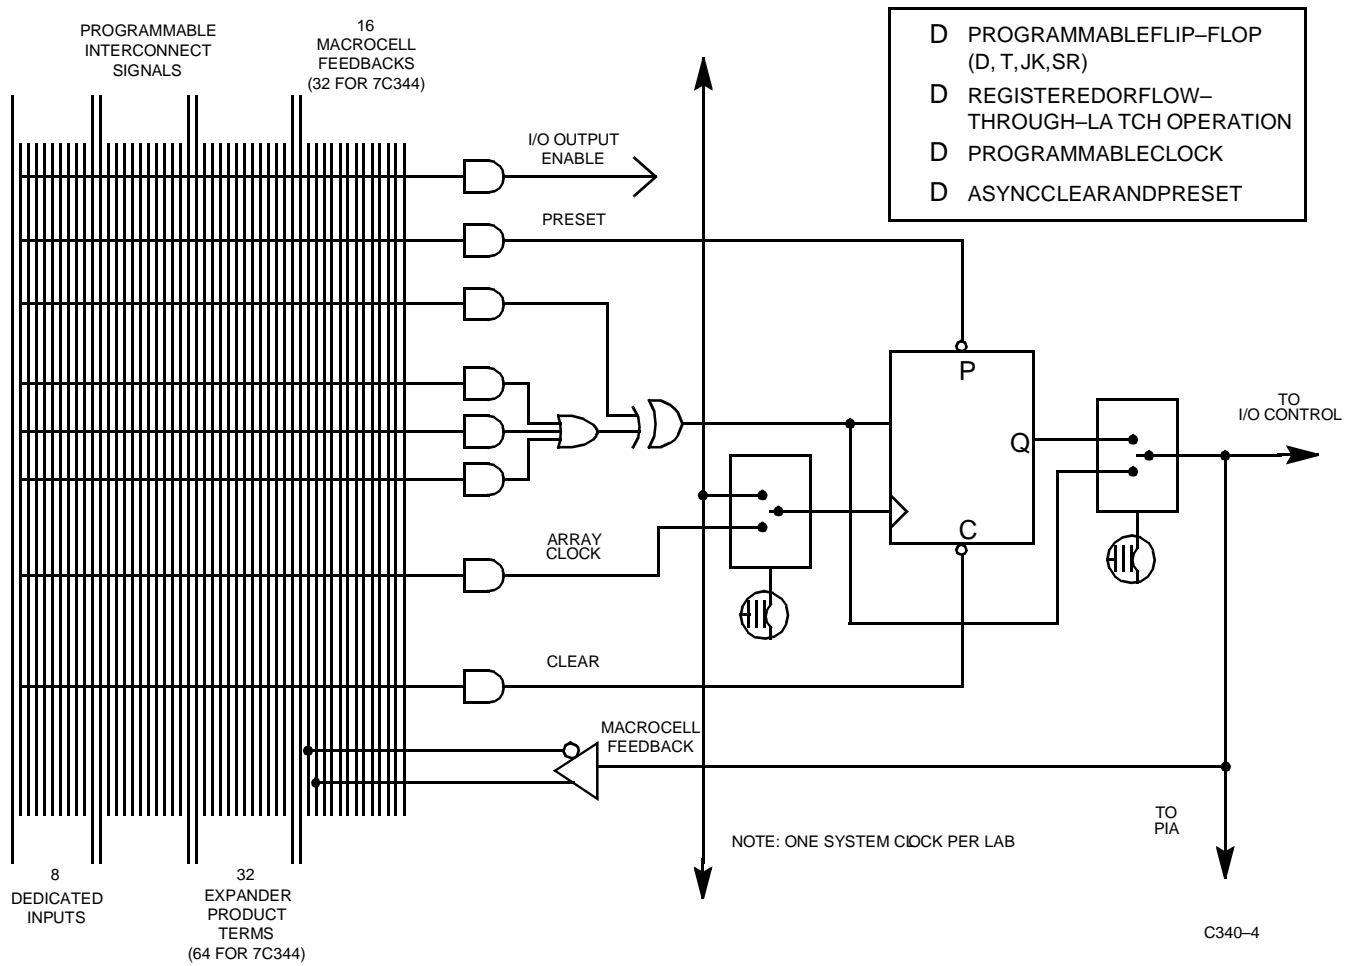 PROGRAMMABLE
INTERCONNECT
SIGNALS
16
MACROCELL
FEEDBACKS
(32 FOR 7C344)
I/O OUTPUT
ENABLE
PRESET
D PROGRAMMABLEFLIP–FLOP
(D, T,JK,SR)
D REGISTEREDORFLOW–
THROUGH–LA TCH OPERATION
D PROGRAMMABLECLOCK
D ASYNCCLEARANDPRESET
P
Q
C
TO
I/O CONTROL
ARRAY
CLOCK
CLEAR
MACROCELL
FEEDBACK
NOTE: ONE SYSTEM CLOCK PER LAB
TO
PIA
8
DEDICATED
INPUTS
32
EXPANDER
PRODUCT
TERMS
(64 FOR 7C344)
C340–4